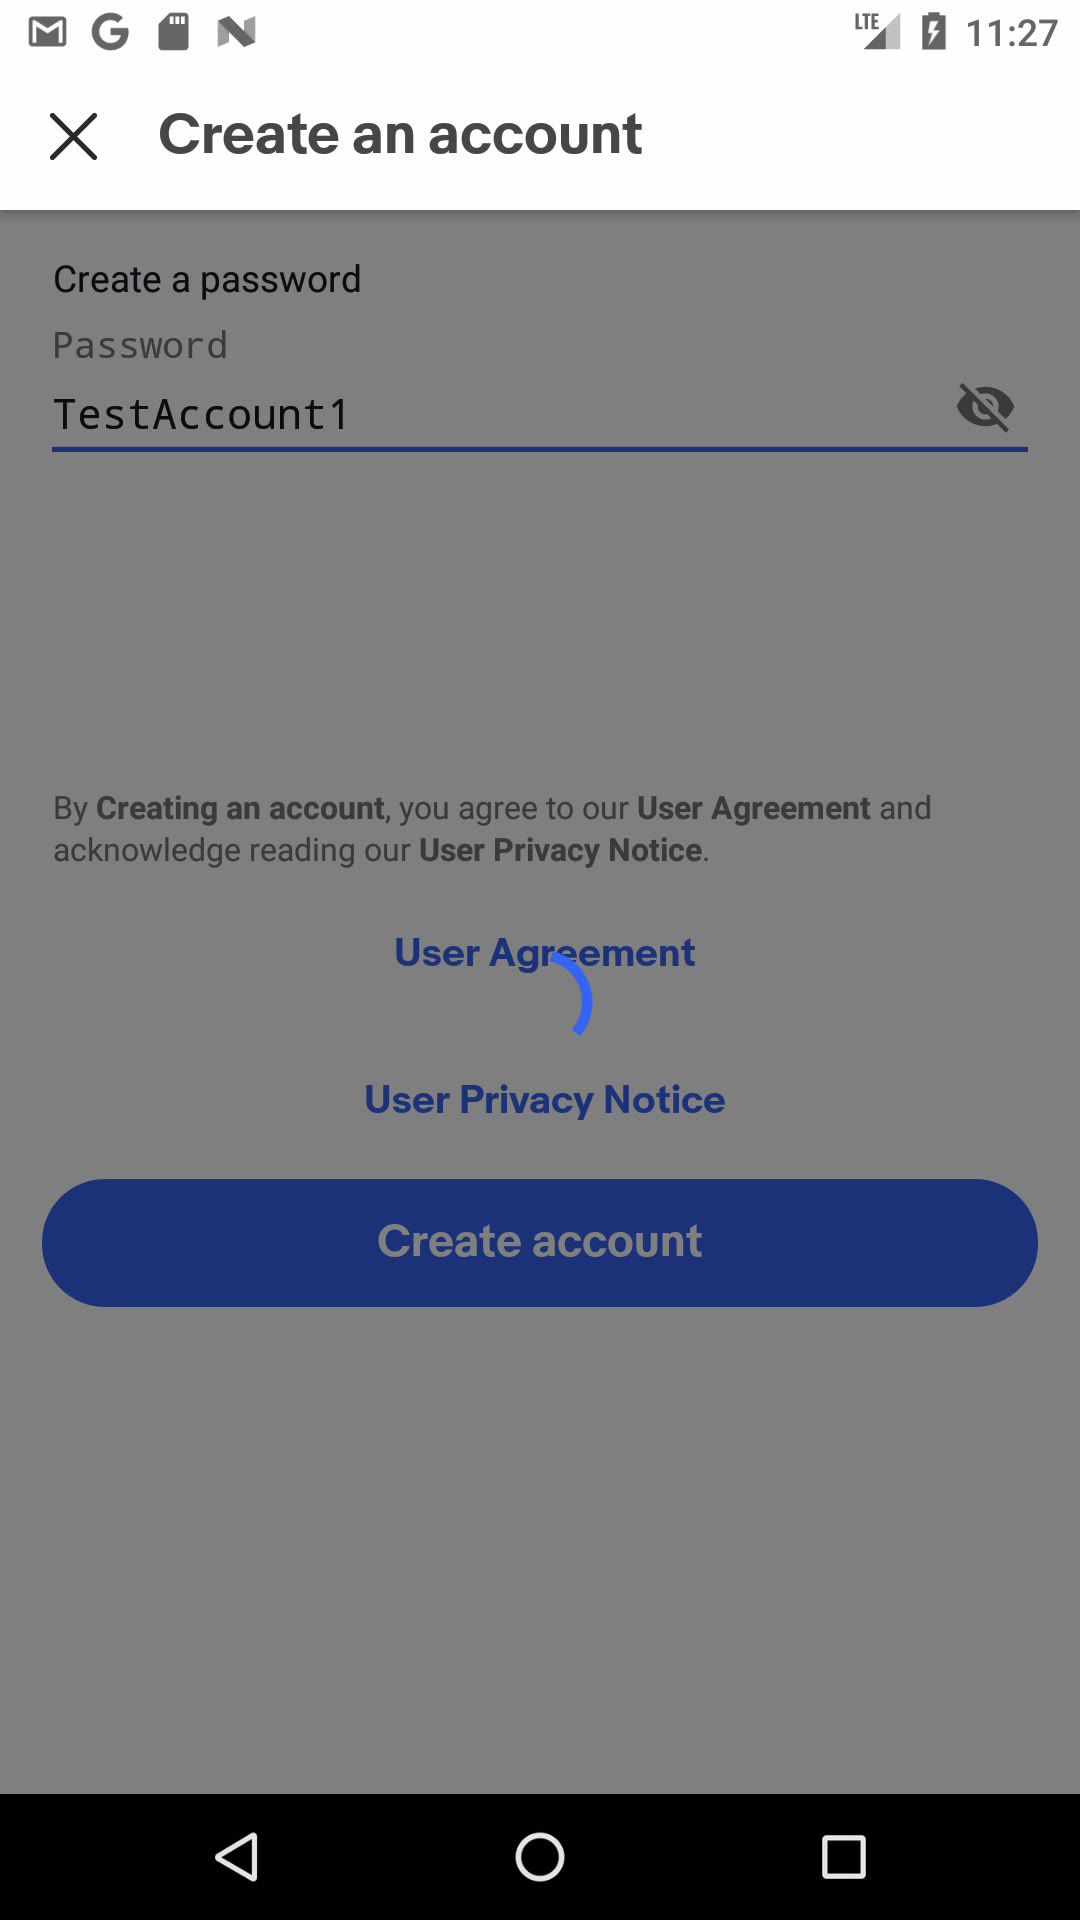 LTE 11:27
Create an account
Create a password
Password
TestAccount1
By Creating an account, you agree to our User Agreement and
acknowledge reading our User Privacy Notice.
User Agreement
User Privacy Notice
Create account